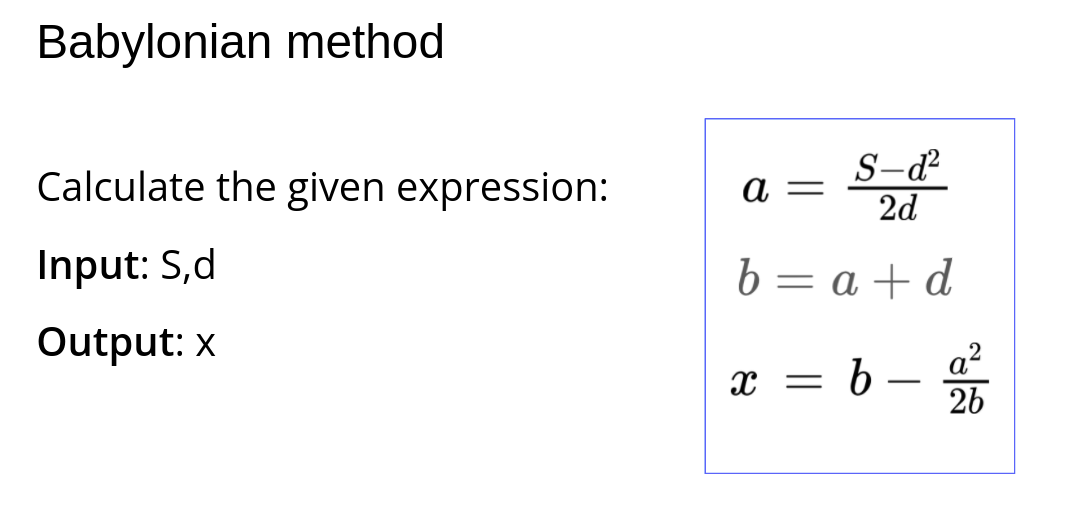 Babylonian method
Calculate the given expression:
Input: S,d
Output: x
a = \frac{S-d^2}{2d}
b = a + d
x = b - \frac{a^2}{2b}